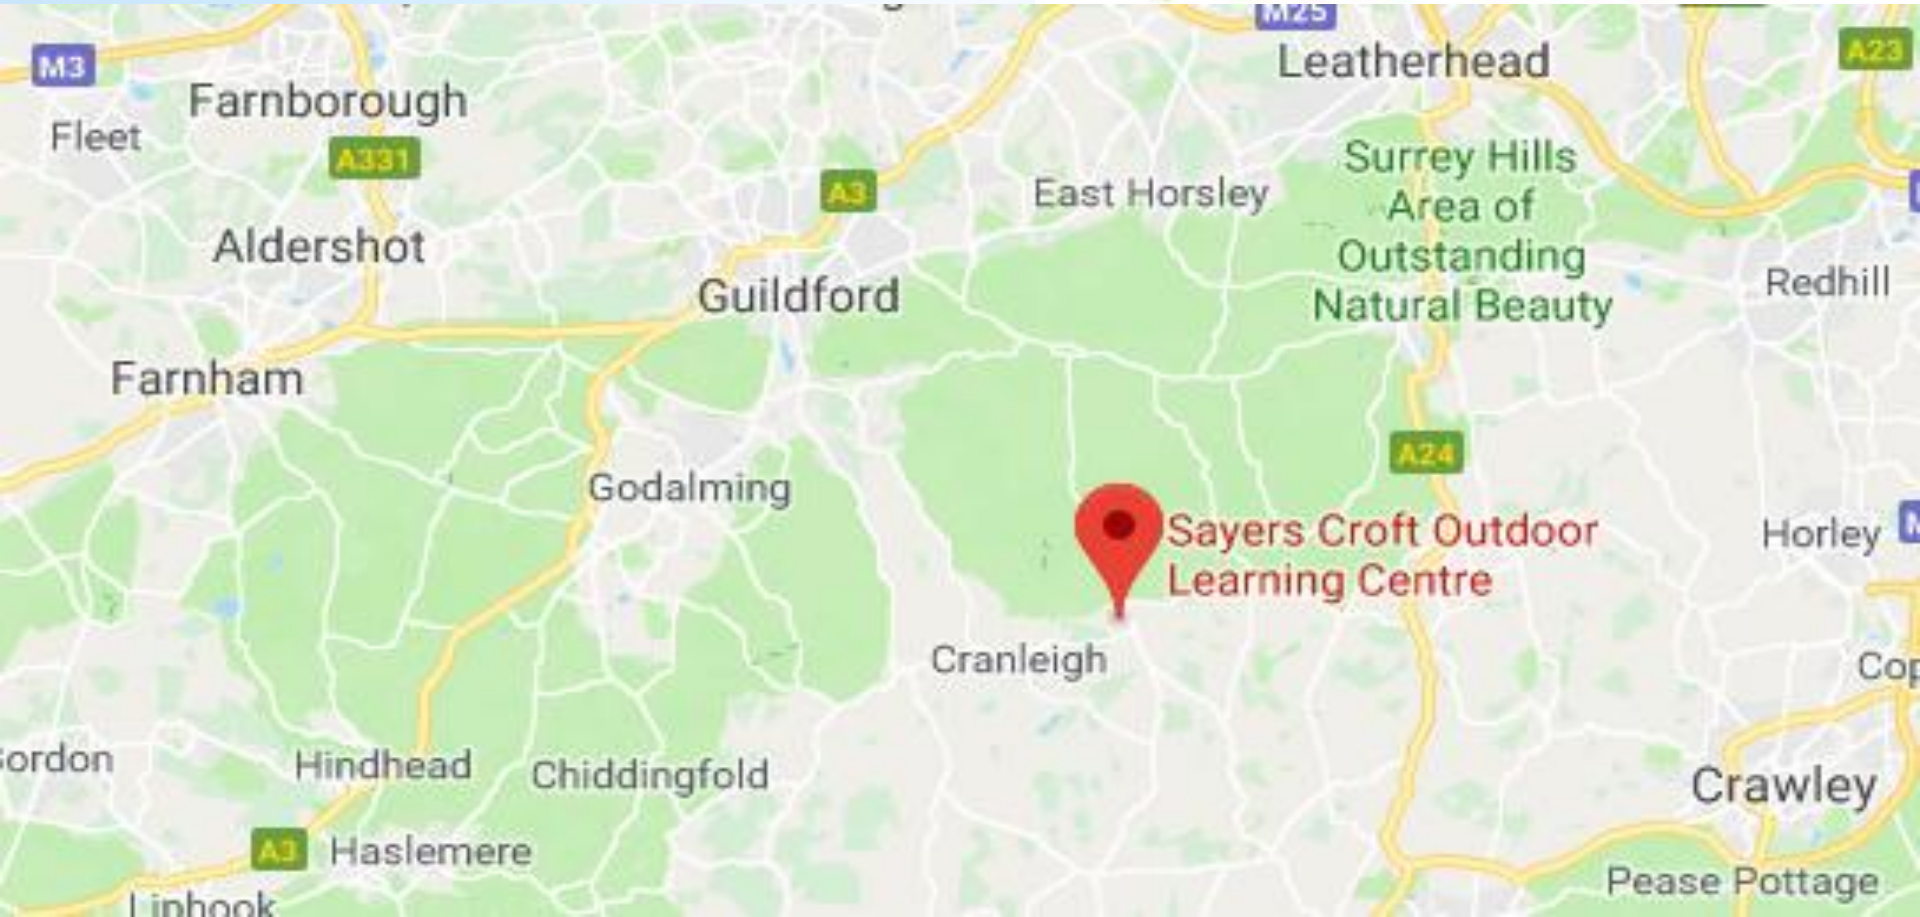 M25
M3
Leatherhead
A23
Farnborough
Fleet
A331
Surrey Hills
Area of
Outstanding
Natural Beauty
A3
East Horsley
Aldershot
Guildford
Redhill
Farnham
A24
Godalming
Sayers Croft Outdoor
Learning Centre
Horley
Cranleigh
Hindhead
Chiddingfold
Crawley
A3
Haslemere
Pease Pottage
Liphook